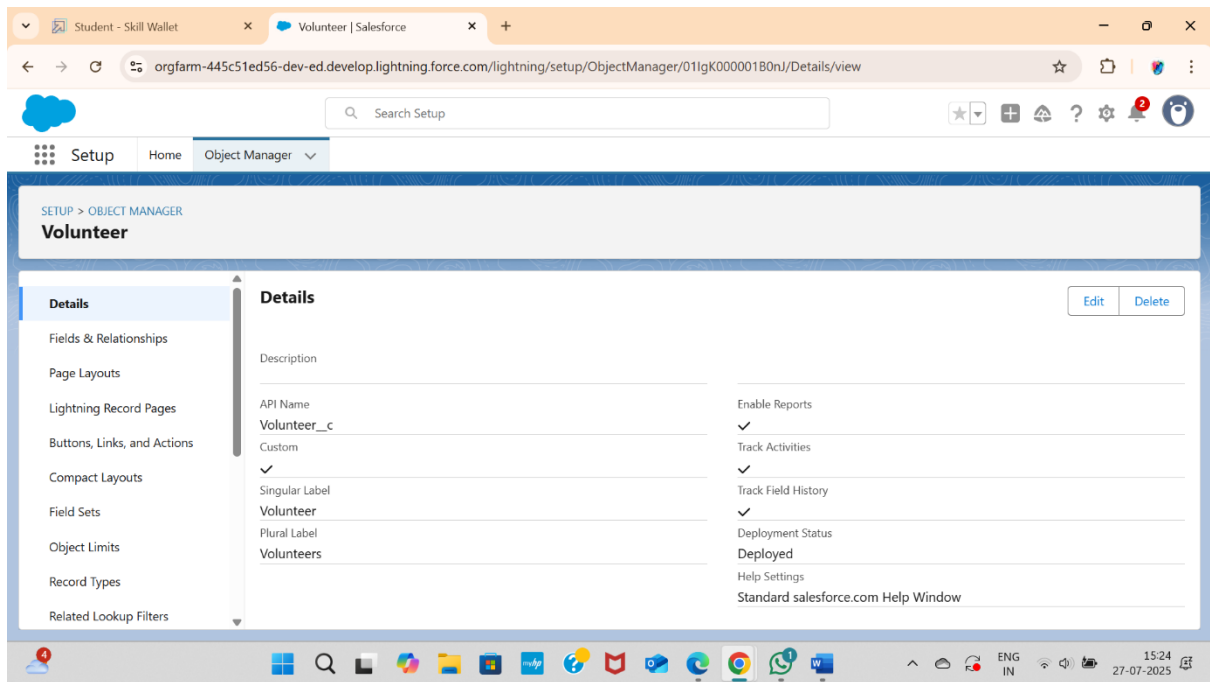 Student - Skill Wallet
Volunteer | Salesforce
orgfarm-445c51ed56-dev-ed.develop.lightning.force.com/lightning/setup/ObjectManager/01IgK000001B0nJ/Details/view
Search Setup
2
Setup Home Object Manager
SETUP > OBJECT MANAGER
Volunteer
Details
Fields & Relationships
Page Layouts
Lightning Record Pages
Buttons, Links, and Actions
Compact Layouts
Field Sets
Object Limits
Record Types
Related Lookup Filters
Details
Edit Delete
Description
API Name
Volunteer__c
Custom
Singular Label
Volunteer
Plural Label
Volunteers
Enable Reports
Track Activities
Track Field History
Deployment Status
Deployed
Help Settings
Standard salesforce.com Help Window
4
myhp
1
ENG
IN
15:24
27-07-2025